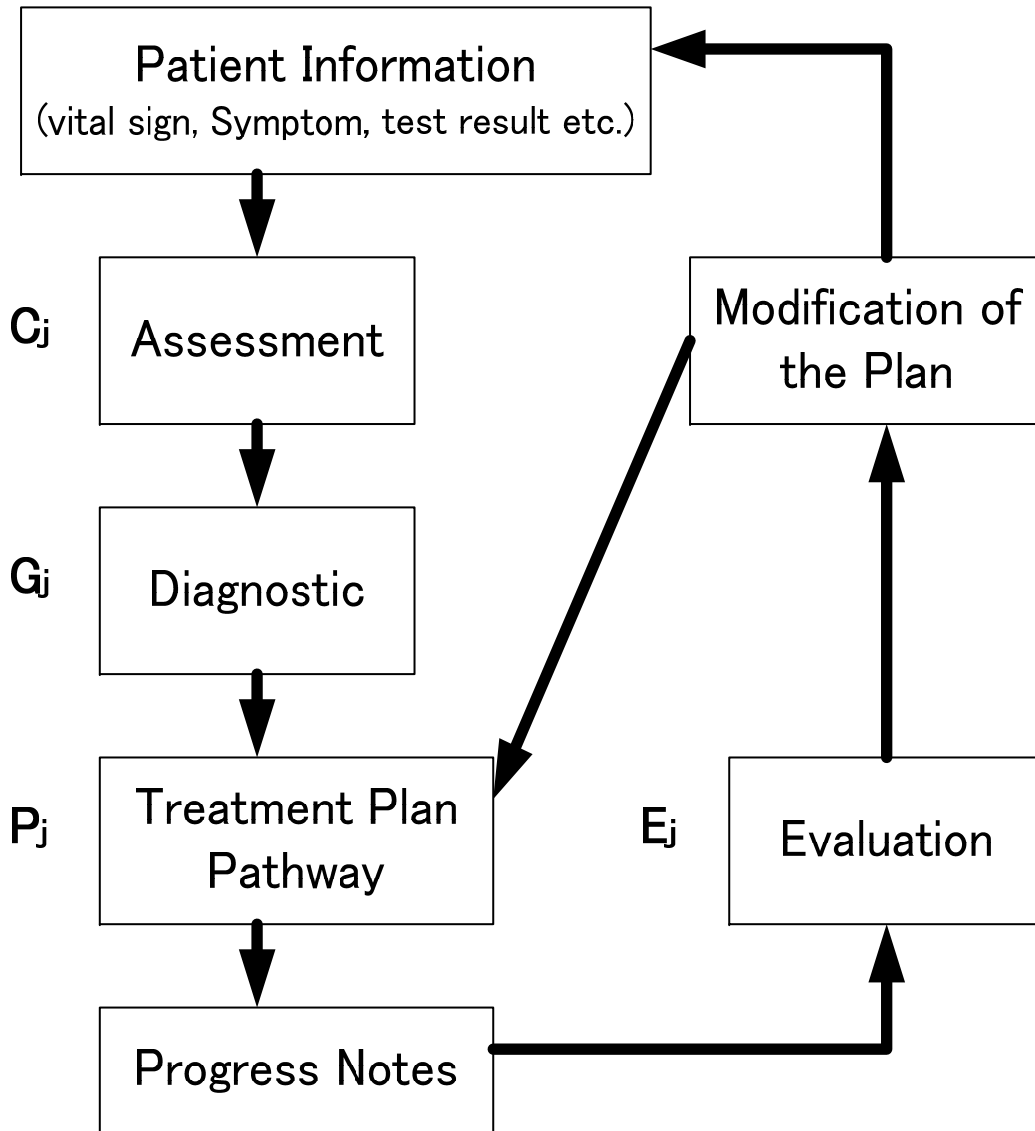 Patient Information
(vital sign, Symptom, test result etc.)
Cj
Assessment
Modification of
the Plan
Gj
Diagnostic
Pj
Treatment Plan
Pathway
Ej
Evaluation
Progress Notes